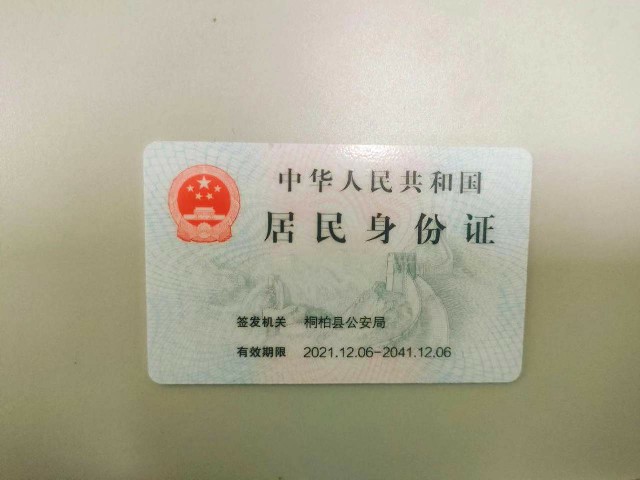 中华人民共和国
居民身份证
签发机关 桐柏县公安局
有效期限 2021.12.06-2041.12.06